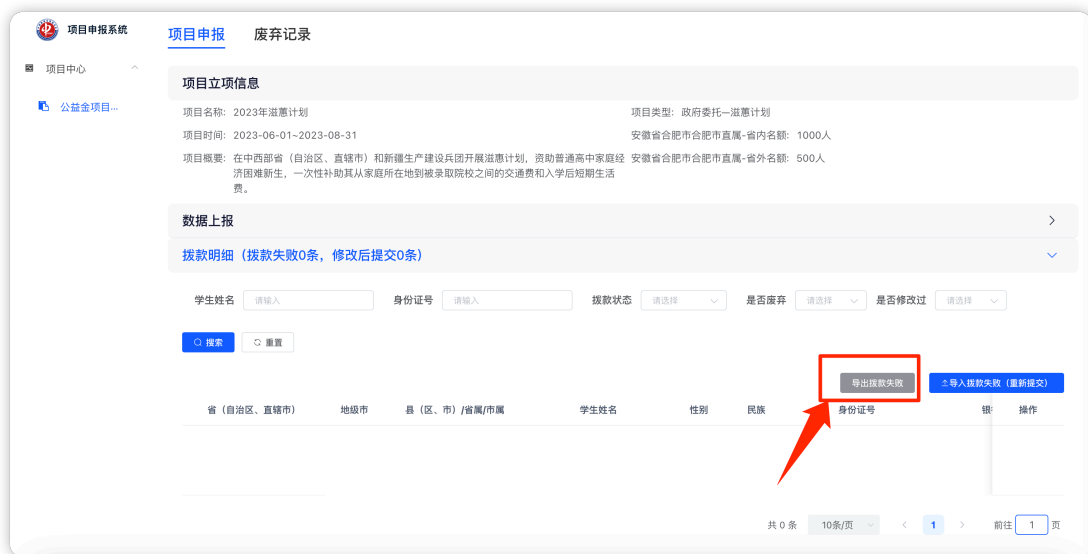 项目申报系统
项目申报 废弃记录
项目中心
公益金项目...
项目立项信息
项目名称: 2023年滋蕙计划 项目类型: 政府委托—滋蕙计划
项目时间: 2023-06-01~2023-08-31 安徽省合肥市合肥市直属-省内名额: 1000人
项目概要: 在中西部省（自治区、直辖市）和新疆生产建设兵团开展滋惠计划，资助普通高中家庭经 安徽省合肥市合肥市直属-省外名额: 500人
济困难新生，一次性补助其从家庭所在地到被录取院校之间的交通费和入学后短期生活
费。
数据上报
拨款明细（拨款失败0条，修改后提交0条）
学生姓名 请输入 身份证号 请输入 拨款状态 请选择 是否废弃 请选择 是否修改过 请选择
搜索 重置
导出拨款失败 导入拨款失败（重新提交）
省（自治区、直辖市） 地级市 县（区、市）/省属/市属 学生姓名 性别 民族 身份证号 银 操作
共 0 条 10条/页 1 前往 1 页